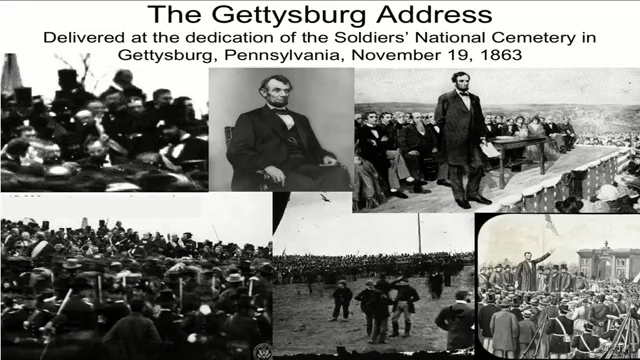 The Gettysburg Address
Delivered at the dedication of the Soldiers' National Cemetery in
Gettysburg, Pennsylvania, November 19, 1863